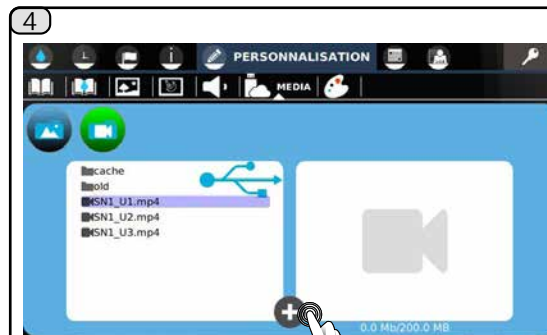 4
PERSONNALISATION
MEDIA
cache
old
SN1_U1.mp4
SN1_U2.mp4
SN1_U3.mp4
0.0 Mb/200.0 MB